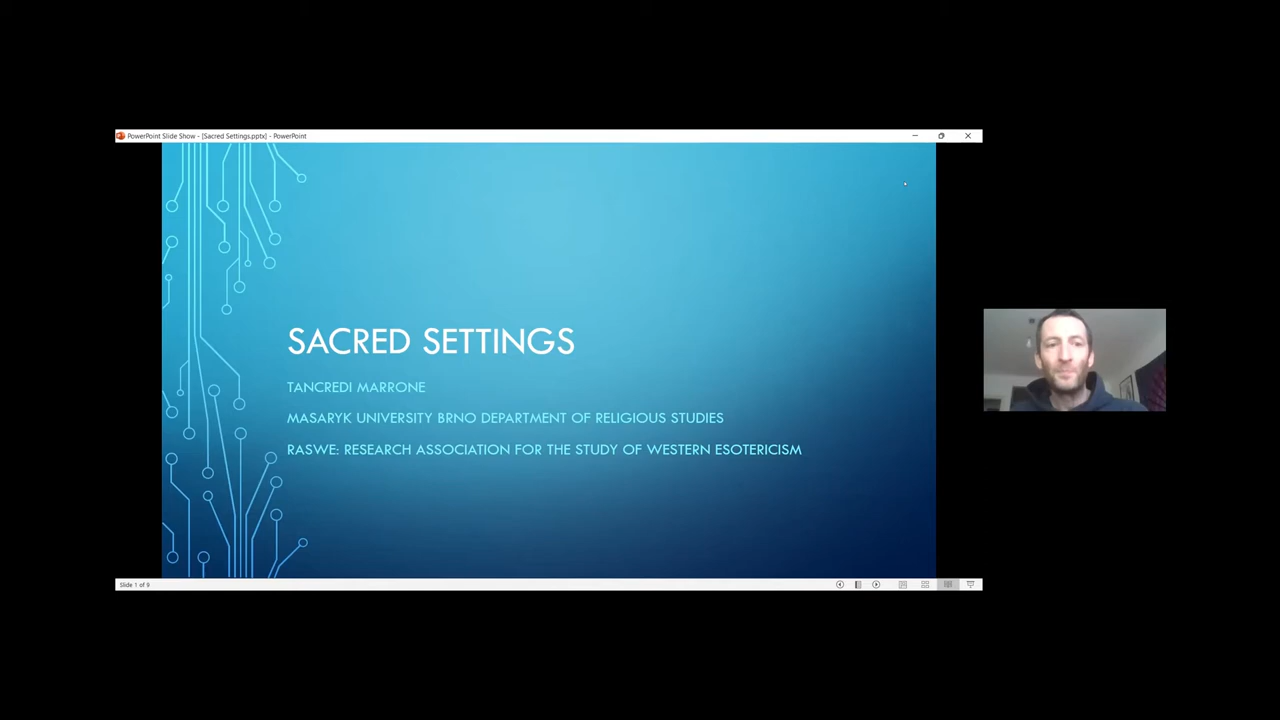 PowerPoint Slide Show - [Sacred Settings.pptx] - PowerPoint
SACRED SETTINGS
TANCREDI MARRONE
MASARYK UNIVERSITY BRNO DEPARTMENT OF RELIGIOUS STUDIES
RASWE: RESEARCH ASSOCIATION FOR THE STUDY OF WESTERN ESOTERICISM
Slide 1 of 9